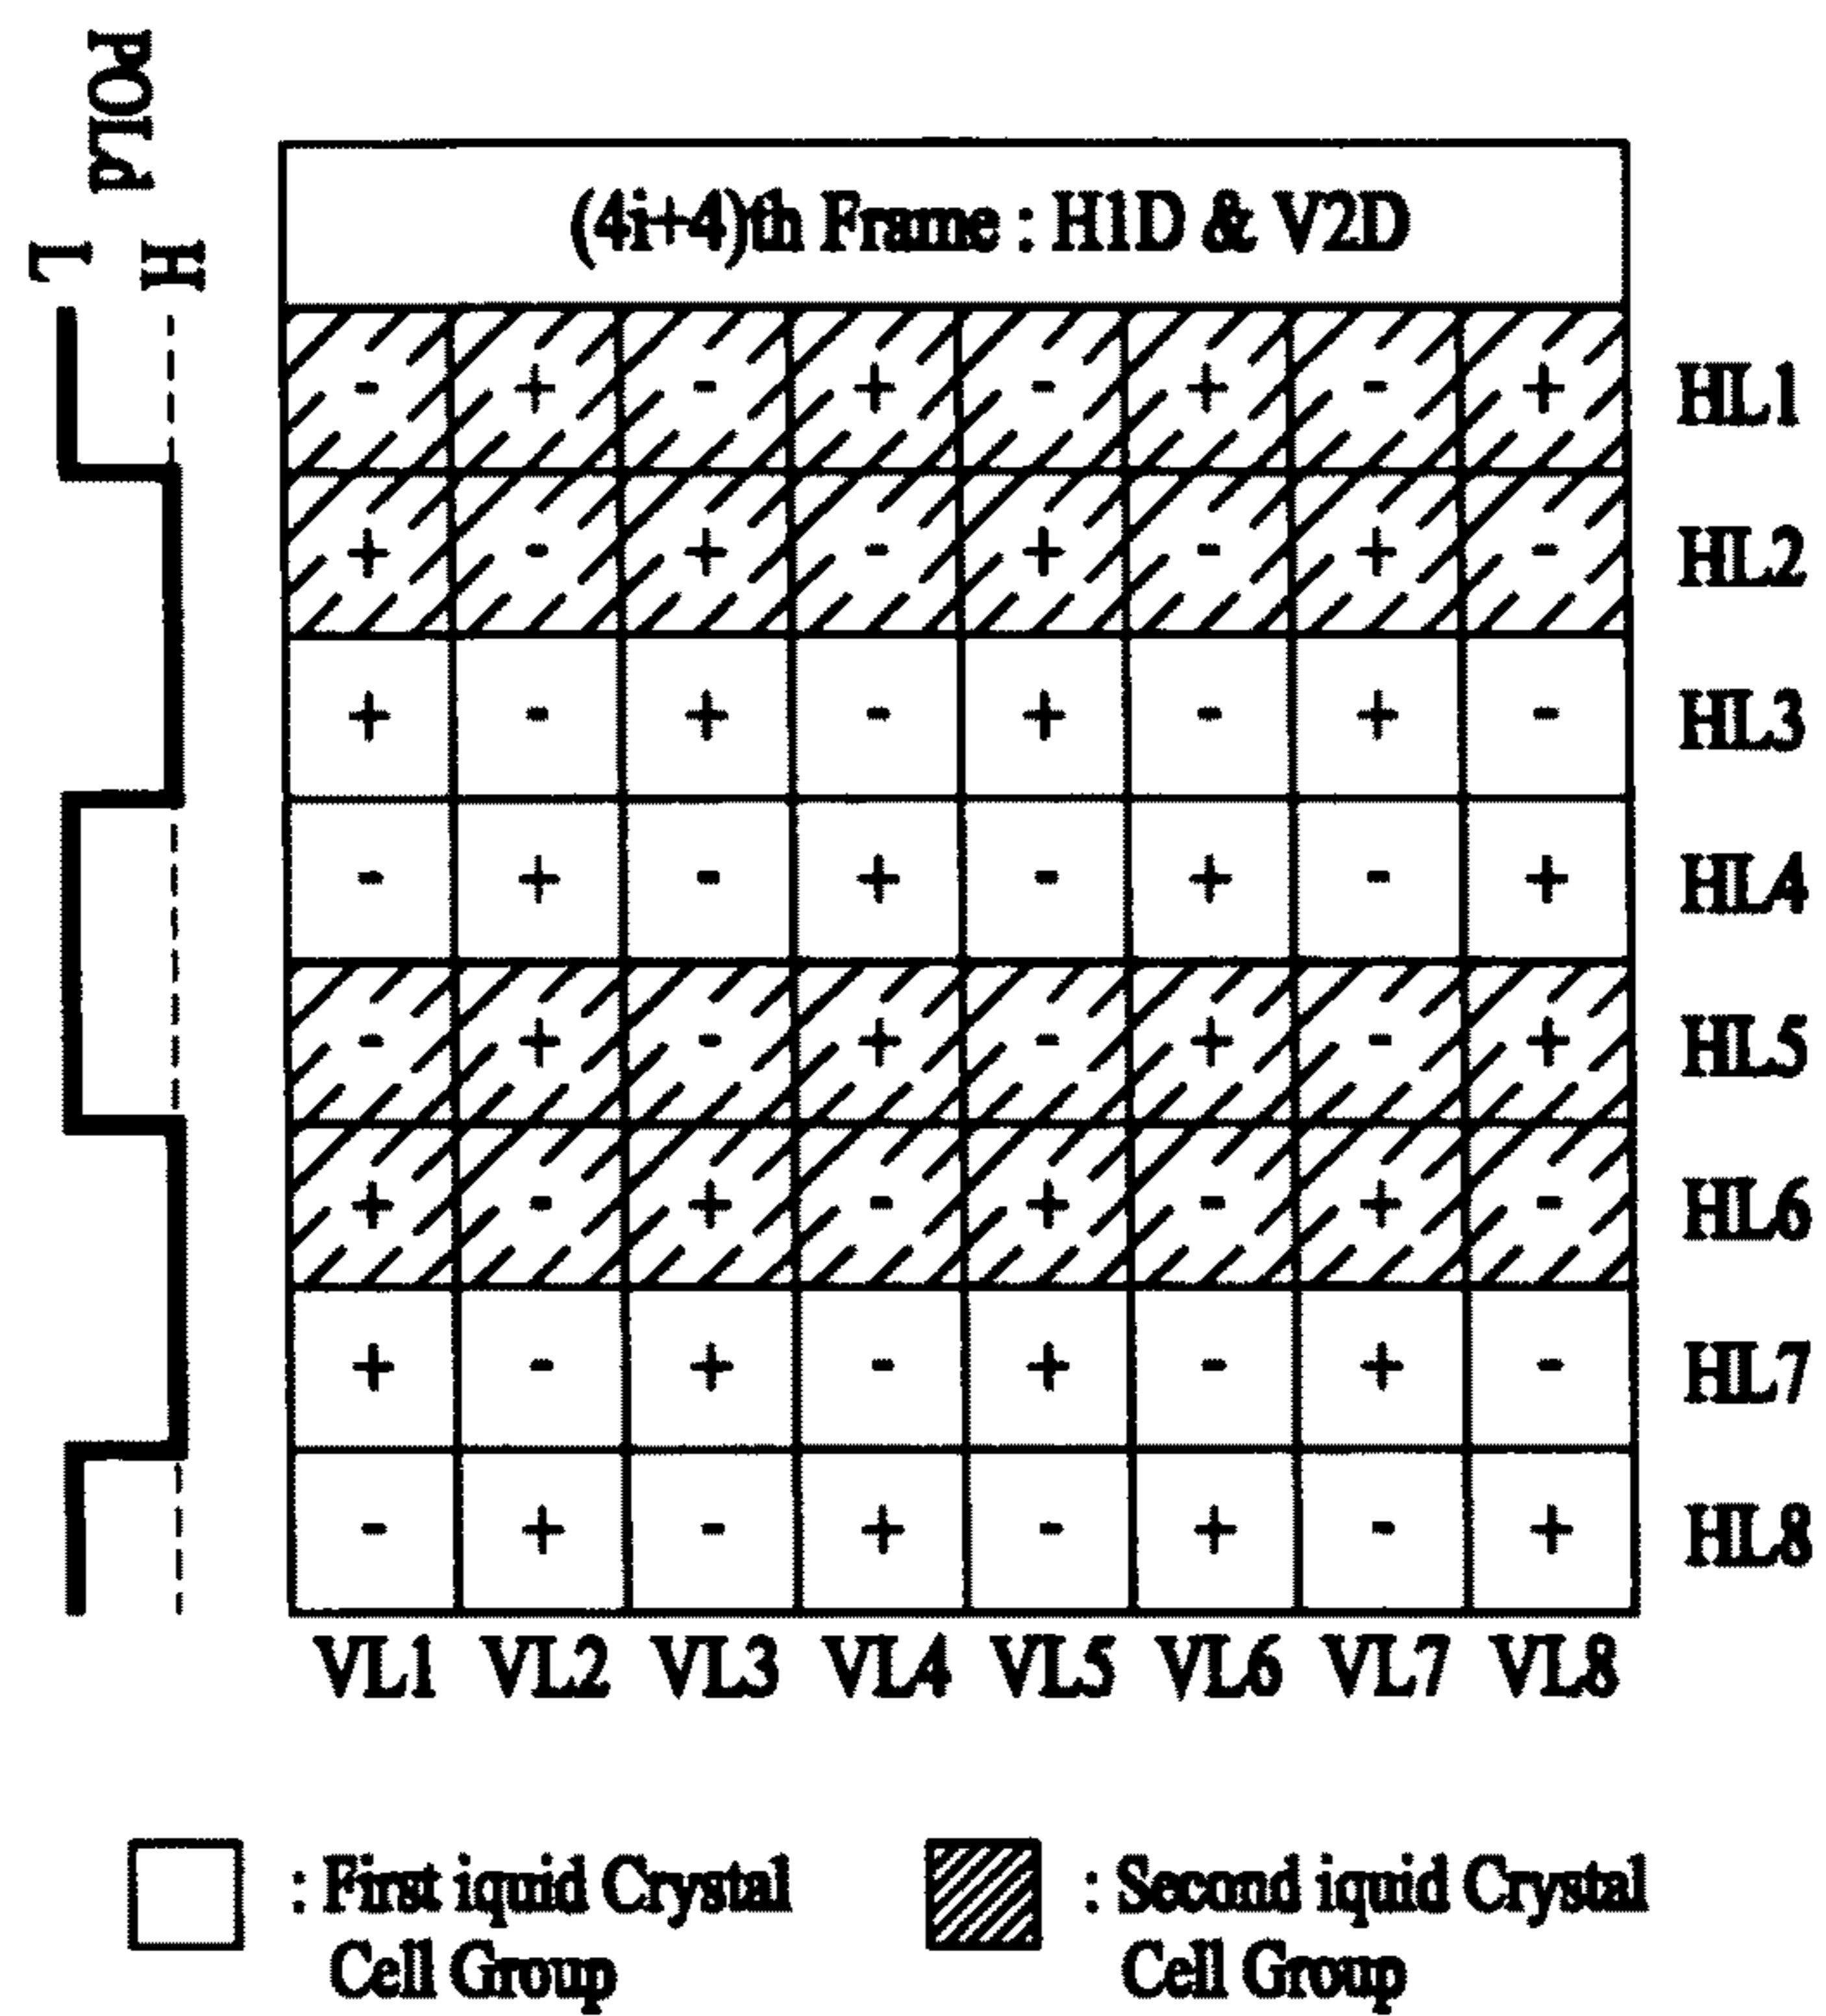 POLd
L
H
(4i+4)th Frame : H1D & V2D
- + - + - + - + HL1
+ - + - + - + - HL2
+ - + - + - + - HL3
- + - + - + - + HL4
- + - + - + - + HL5
+ - + - + - + - HL6
+ - + - + - + - HL7
- + - + - + - + HL8
VL1 VL2 VL3 VL4 VL5 VL6 VL7 VL8
: First iquid Crystal
Cell Group
: Second iquid Crystal
Cell Group